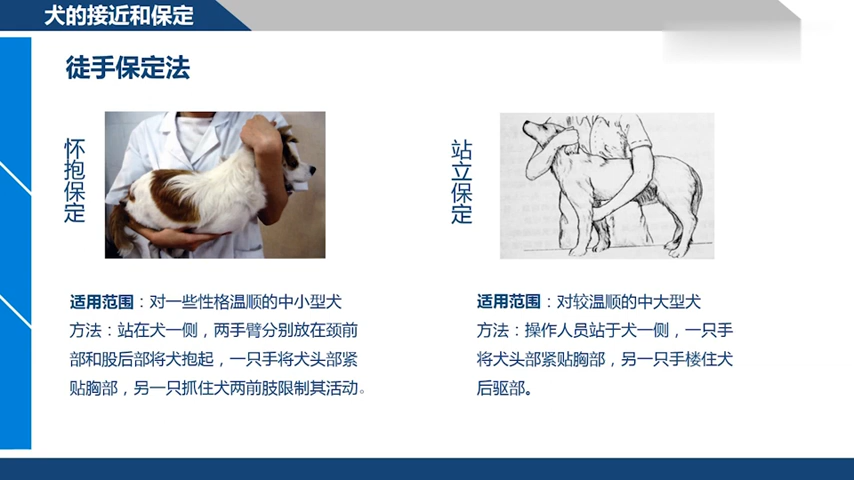 犬的接近和保定
徒手保定法
怀抱保定
适用范围：对一些性格温顺的中小型犬
方法：站在犬一侧，两手臂分别放在颈前
部和股后部将犬抱起，一只手将犬头部紧
贴胸部，另一只抓住犬两前肢限制其活动。
站立保定
适用范围：对较温顺的中大型犬
方法：操作人员站于犬一侧，一只手
将犬头部紧贴胸部，另一只手楼住犬
后驱部。